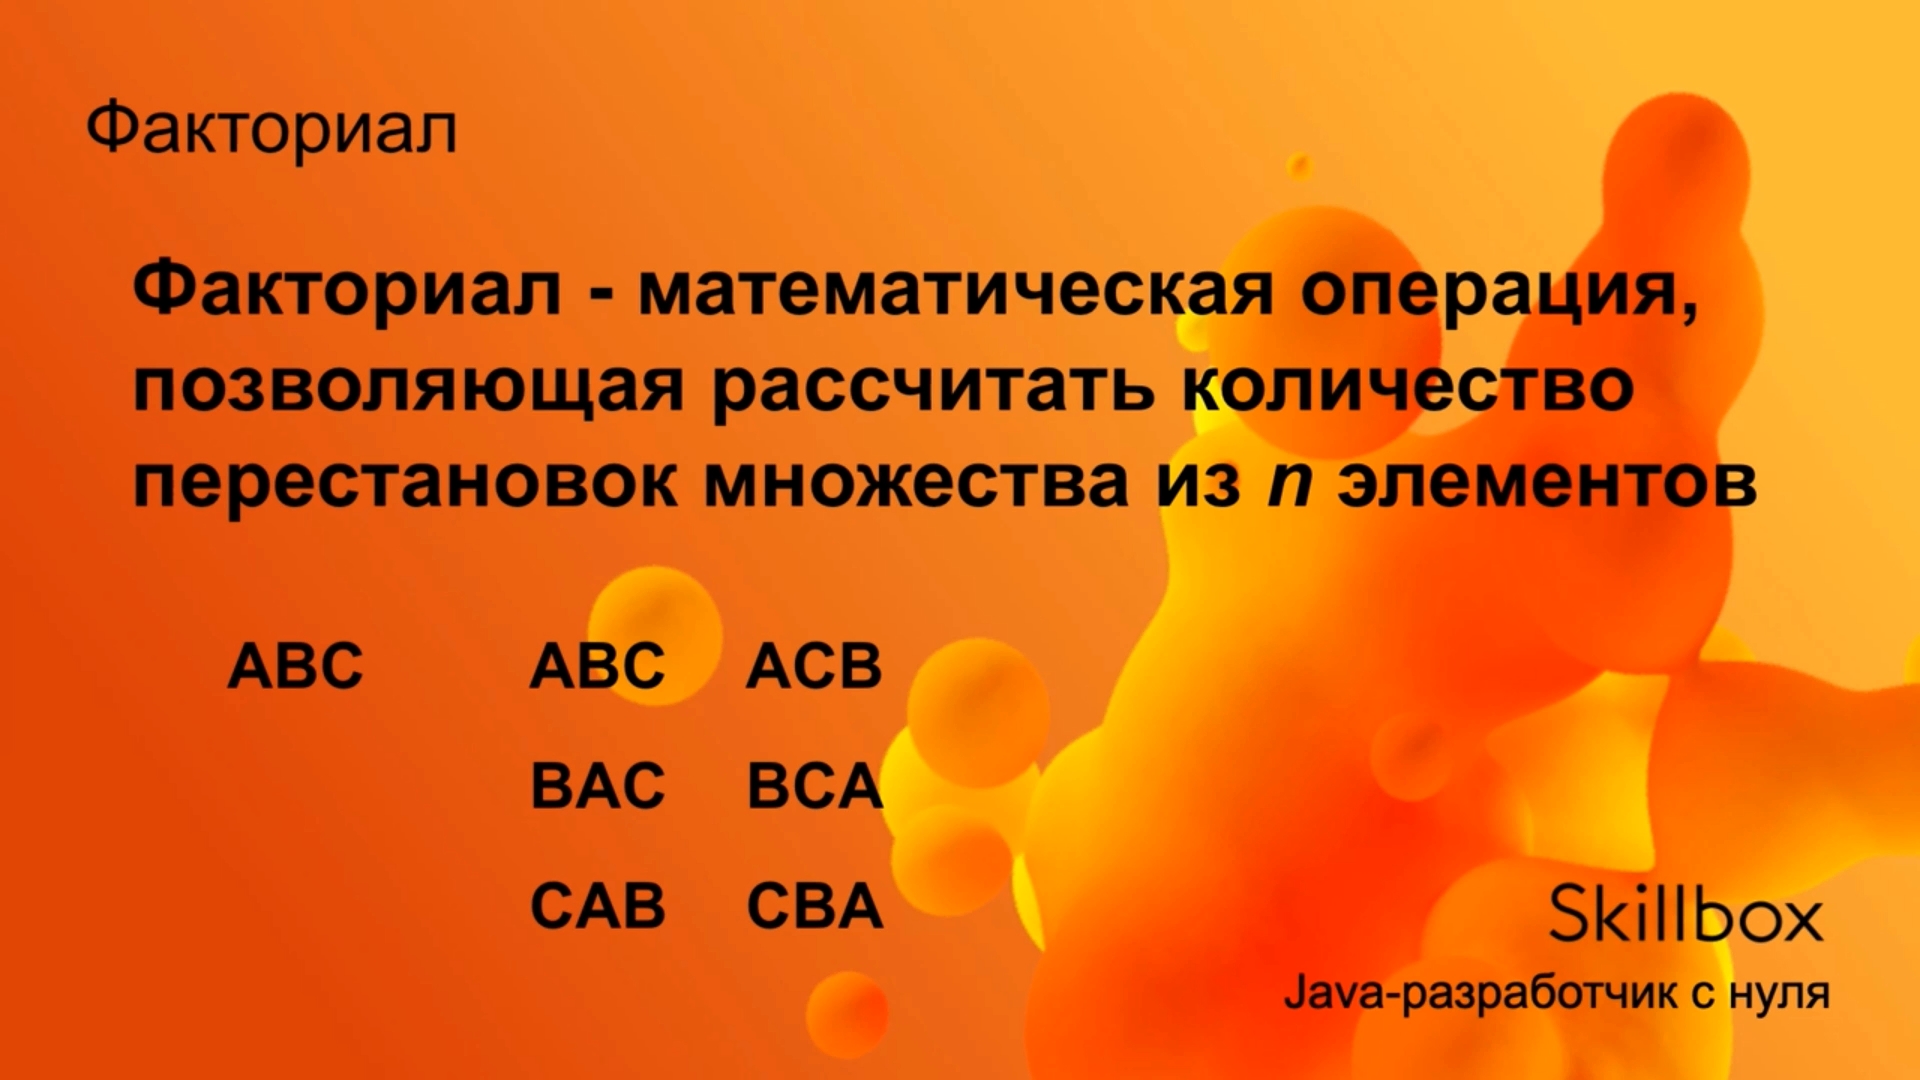 Факториал
Факториал - математическая операция,
позволяющая рассчитать количество
перестановок множества из n элементов
ABC ABC ACB
BAC BCA
CAB CBA
Skillbox
Java-разработчик с нуля